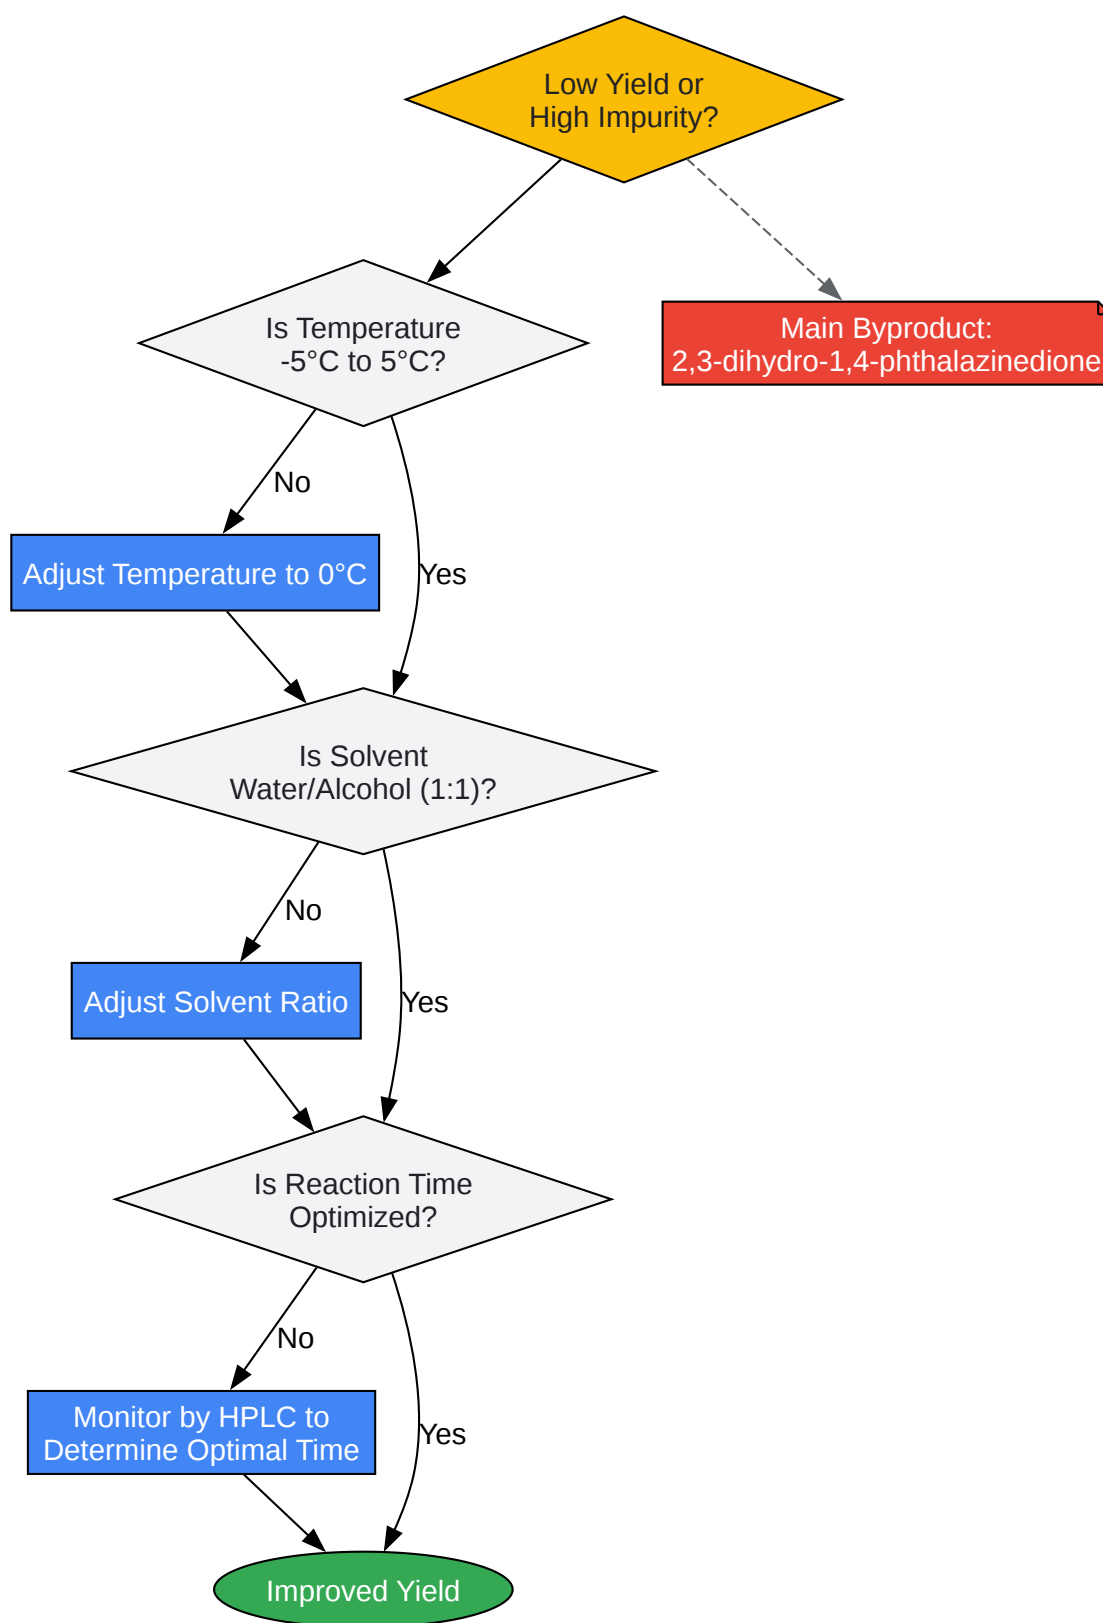 Low Yield or
High Impurity?
Is Temperature
-5°C to 5°C?
Main Byproduct:
2,3-dihydro-1,4-phthalazinedione
No
Adjust Temperature to 0°C
Yes
Is Solvent
Water/Alcohol (1:1)?
No
Adjust Solvent Ratio
Yes
Is Reaction Time
Optimized?
No
Monitor by HPLC to
Determine Optimal Time
Yes
Improved Yield